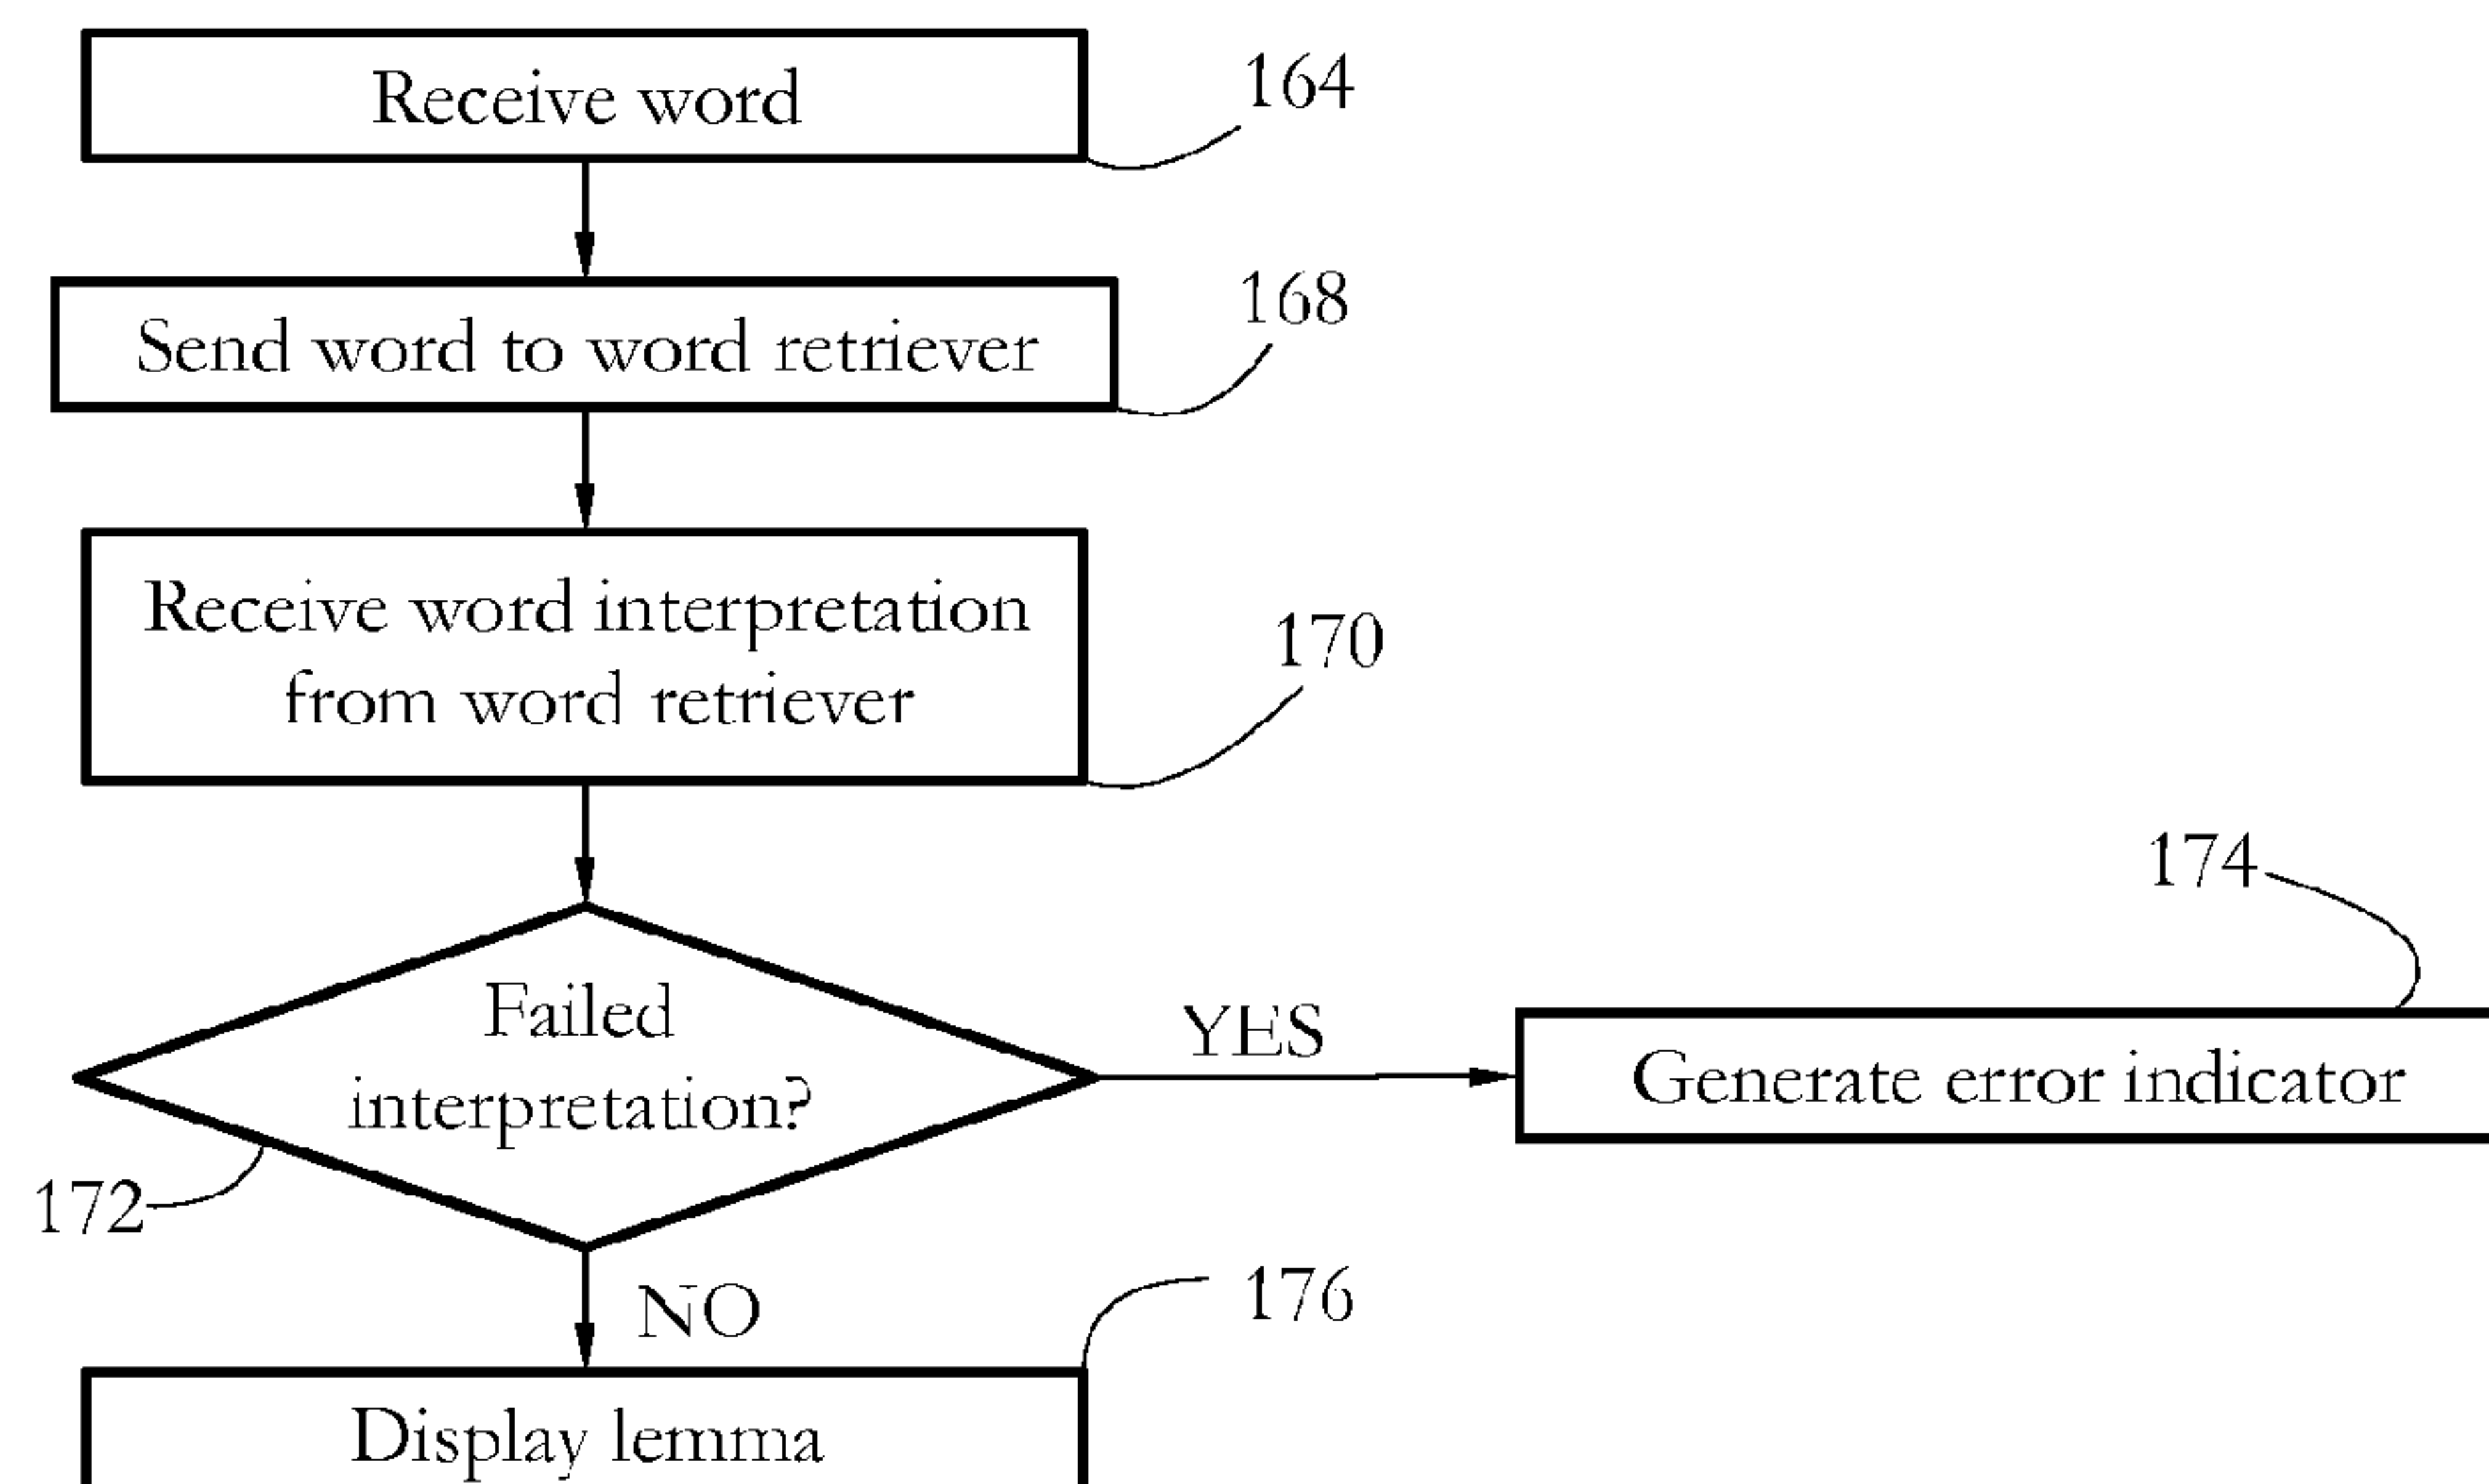 Receive word
164
Send word to word retriever
168
Receive word interpretation
from word retriever
170
174
Failed
interpretation?
YES
Generate error indicator
172
NO
176
Display lemma